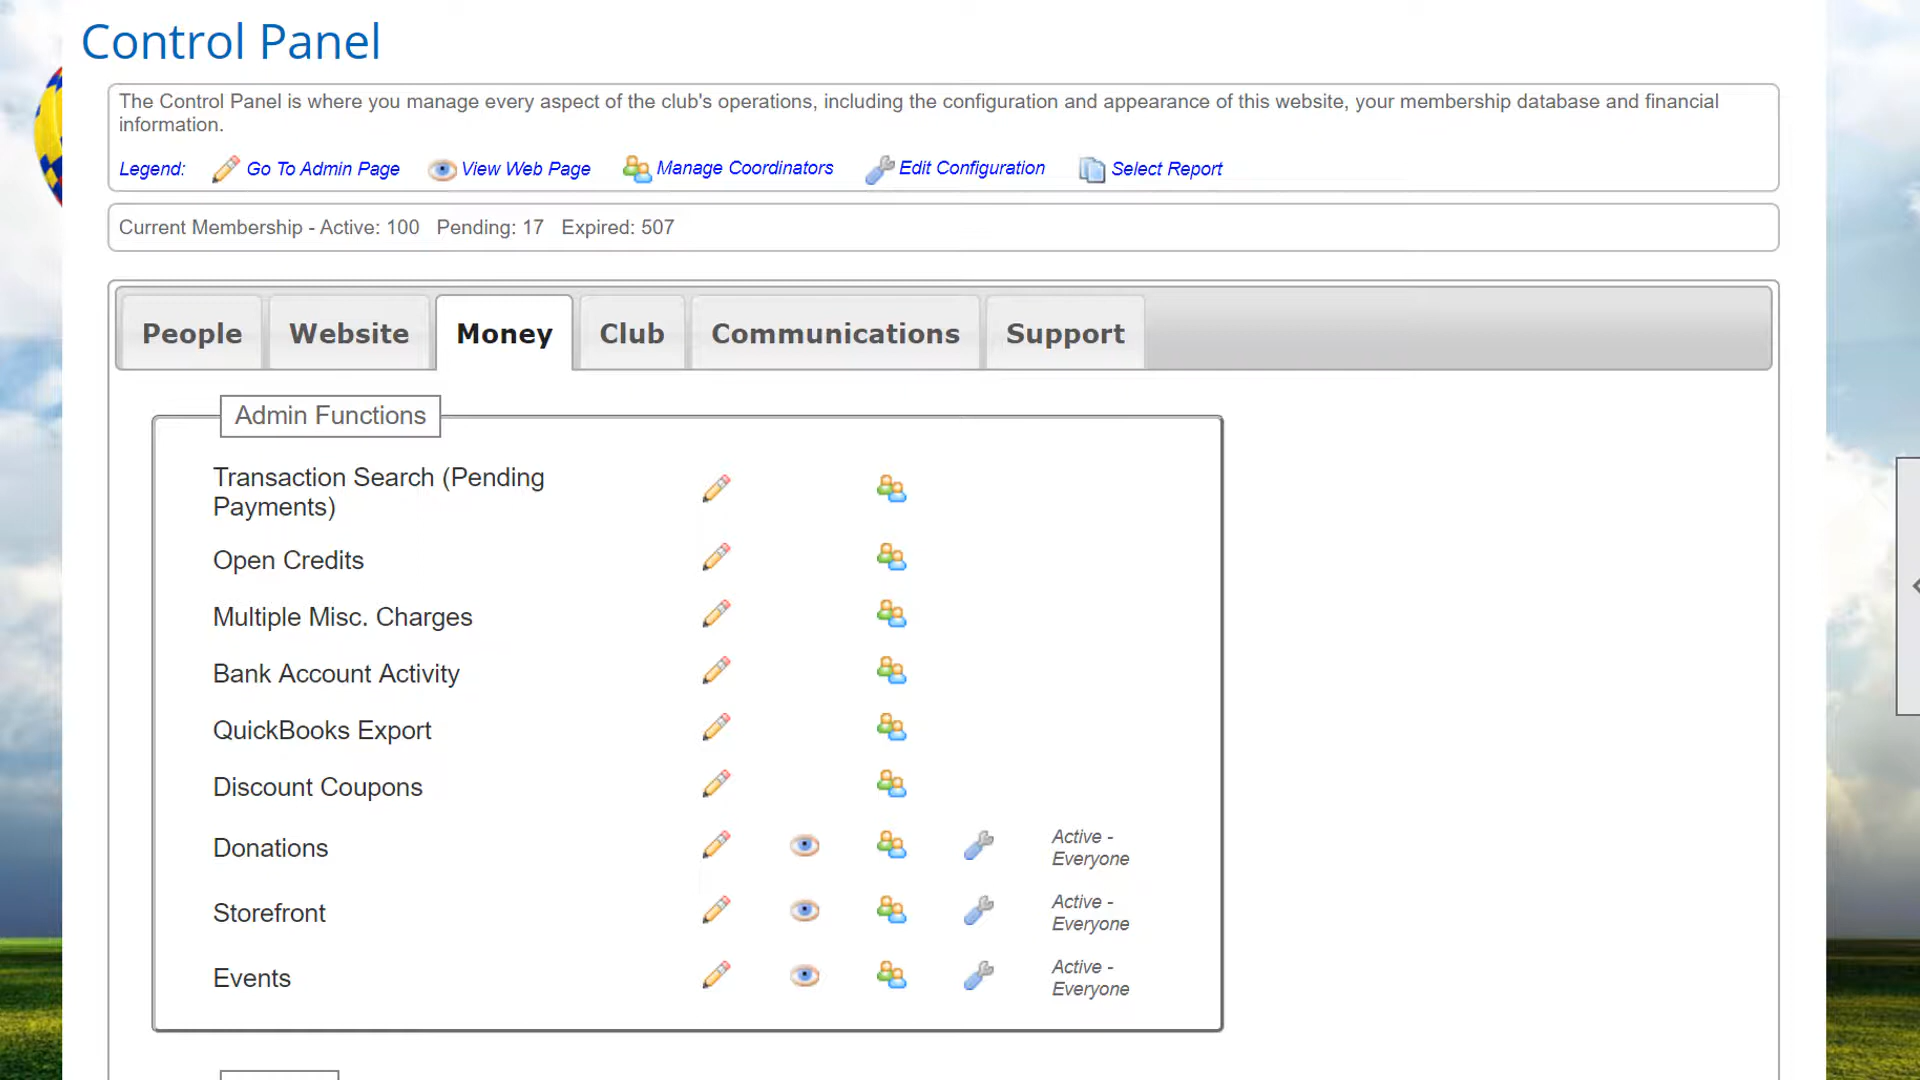 Control Panel
The Control Panel is where you manage every aspect of the club's operations, including the configuration and appearance of this website, your membership database and financial
information.
Legend: Go To Admin Page View Web Page Manage Coordinators Edit Configuration Select Report
Current Membership - Active: 100 Pending: 17 Expired: 507
People Website Money Club Communications Support
Admin Functions
Transaction Search (Pending
Payments)
Open Credits
Multiple Misc. Charges
Bank Account Activity
QuickBooks Export
Discount Coupons
Donations
Active -
Everyone
Storefront
Active -
Everyone
Events
Active -
Everyone